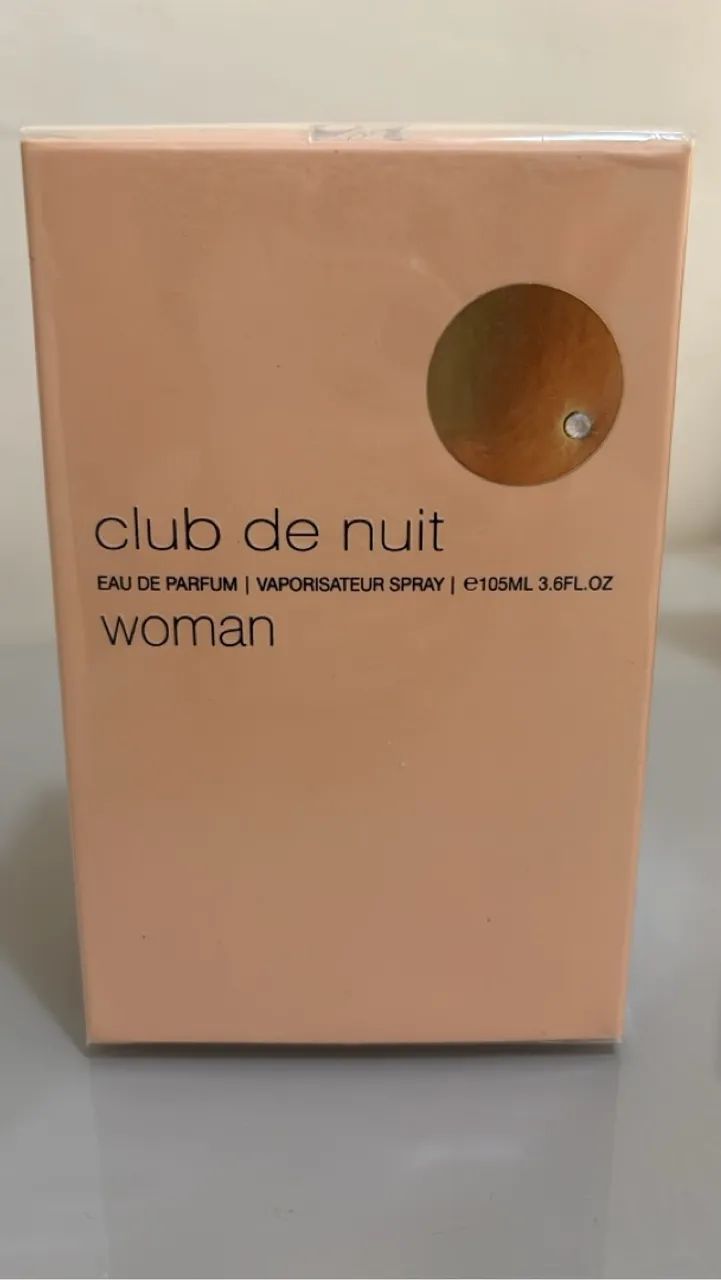 club de nuit
EAU DE PARFUM | VAPORISATEUR SPRAY | ℮105ML 3.6FL.OZ
woman